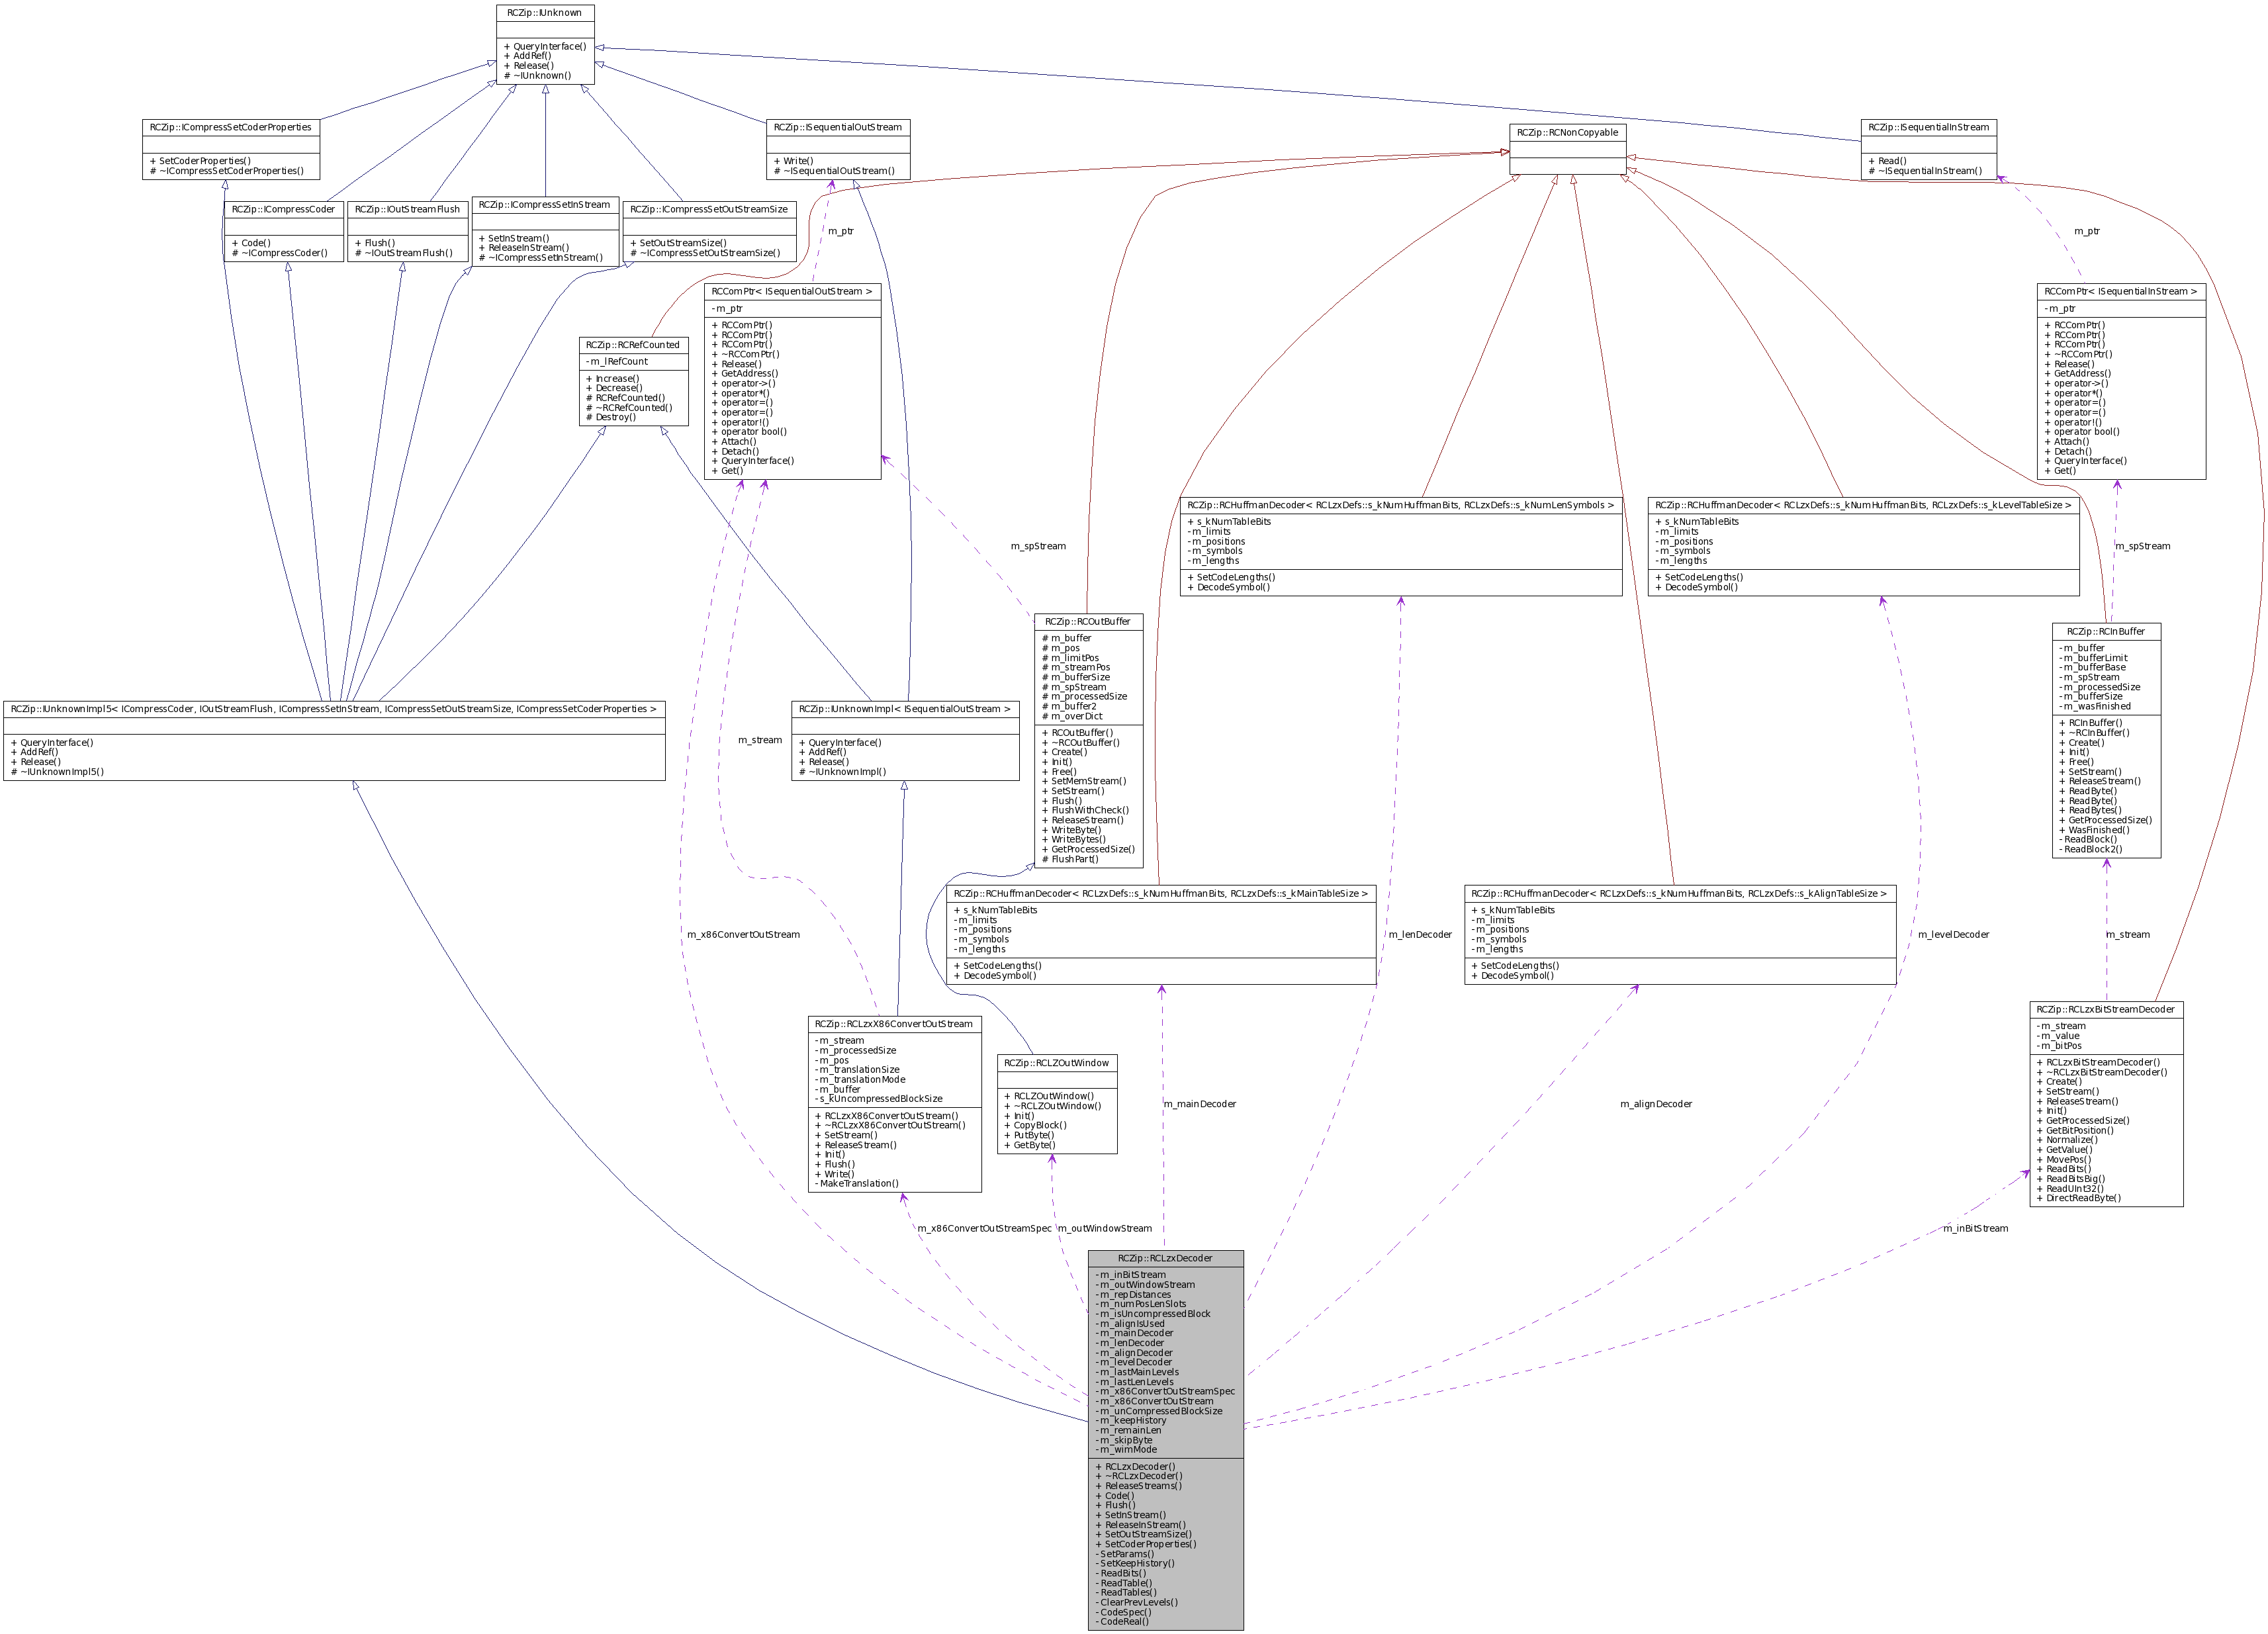 RCZip::IUnknown
+ QueryInterface()
+ AddRef()
+ Release()
# ~IUnknown()
RCZip::ICompressSetCoderProperties
+ SetCoderProperties()
# ~ICompressSetCoderProperties()
RCZip::ISequentialOutStream
+ Write()
# ~ISequentialOutStream()
RCZip::RCNonCopyable
RCZip::ISequentialInStream
+ Read()
# ~ISequentialInStream()
RCZip::ICompressCoder
+ Code()
# ~ICompressCoder()
RCZip::IOutStreamFlush
+ Flush()
# ~IOutStreamFlush()
RCZip::ICompressSetInStream
+ SetInStream()
+ ReleaseInStream()
# ~ICompressSetInStream()
RCZip::ICompressSetOutStreamSize
+ SetOutStreamSize()
# ~ICompressSetOutStreamSize()
m_ptr
m_ptr
RCComPtr< ISequentialOutStream >
- m_ptr
+ RCComPtr()
+ RCComPtr()
+ RCComPtr()
+ ~RCComPtr()
+ Release()
+ GetAddress()
+ operator->()
+ operator*()
+ operator=()
+ operator=()
+ operator!()
+ operator bool()
+ Attach()
+ Detach()
+ QueryInterface()
+ Get()
RCComPtr< ISequentialInStream >
- m_ptr
+ RCComPtr()
+ RCComPtr()
+ RCComPtr()
+ ~RCComPtr()
+ Release()
+ GetAddress()
+ operator->()
+ operator*()
+ operator=()
+ operator=()
+ operator!()
+ operator bool()
+ Attach()
+ Detach()
+ QueryInterface()
+ Get()
RCZip::RCRefCounted
- m_lRefCount
+ Increase()
+ Decrease()
# RCRefCounted()
# ~RCRefCounted()
# Destroy()
RCZip::RCHuffmanDecoder< RCLzxDefs::s_kNumHuffmanBits, RCLzxDefs::s_kNumLenSymbols >
+ s_kNumTableBits
- m_limits
- m_positions
- m_symbols
- m_lengths
+ SetCodeLengths()
+ DecodeSymbol()
RCZip::RCHuffmanDecoder< RCLzxDefs::s_kNumHuffmanBits, RCLzxDefs::s_kLevelTableSize >
+ s_kNumTableBits
- m_limits
- m_positions
- m_symbols
- m_lengths
+ SetCodeLengths()
+ DecodeSymbol()
m_spStream
m_spStream
RCZip::RCOutBuffer
# m_buffer
# m_pos
# m_limitPos
# m_streamPos
# m_bufferSize
# m_spStream
# m_processedSize
# m_buffer2
# m_overDict
+ RCOutBuffer()
+ ~RCOutBuffer()
+ Create()
+ Init()
+ Free()
+ SetMemStream()
+ SetStream()
+ Flush()
+ FlushWithCheck()
+ ReleaseStream()
+ WriteByte()
+ WriteBytes()
+ GetProcessedSize()
# FlushPart()
RCZip::RCInBuffer
- m_buffer
- m_bufferLimit
- m_bufferBase
- m_spStream
- m_processedSize
- m_bufferSize
- m_wasFinished
+ RCInBuffer()
+ ~RCInBuffer()
+ Create()
+ Init()
+ Free()
+ SetStream()
+ ReleaseStream()
+ ReadByte()
+ ReadByte()
+ ReadBytes()
+ GetProcessedSize()
+ WasFinished()
- ReadBlock()
- ReadBlock2()
RCZip::IUnknownImpl5< ICompressCoder, IOutStreamFlush, ICompressSetInStream, ICompressSetOutStreamSize, ICompressSetCoderProperties >
+ QueryInterface()
+ AddRef()
+ Release()
# ~IUnknownImpl5()
m_stream
RCZip::IUnknownImpl< ISequentialOutStream >
+ QueryInterface()
+ AddRef()
+ Release()
# ~IUnknownImpl()
RCZip::RCHuffmanDecoder< RCLzxDefs::s_kNumHuffmanBits, RCLzxDefs::s_kMainTableSize >
+ s_kNumTableBits
- m_limits
- m_positions
- m_symbols
- m_lengths
+ SetCodeLengths()
+ DecodeSymbol()
RCZip::RCHuffmanDecoder< RCLzxDefs::s_kNumHuffmanBits, RCLzxDefs::s_kAlignTableSize >
+ s_kNumTableBits
- m_limits
- m_positions
- m_symbols
- m_lengths
+ SetCodeLengths()
+ DecodeSymbol()
m_x86ConvertOutStream
m_lenDecoder
m_levelDecoder
m_stream
RCZip::RCLzxX86ConvertOutStream
- m_stream
- m_processedSize
- m_pos
- m_translationSize
- m_translationMode
- m_buffer
- s_kUncompressedBlockSize
+ RCLzxX86ConvertOutStream()
+ ~RCLzxX86ConvertOutStream()
+ SetStream()
+ ReleaseStream()
+ Init()
+ Flush()
+ Write()
- MakeTranslation()
RCZip::RCLZOutWindow
+ RCLZOutWindow()
+ ~RCLZOutWindow()
+ Init()
+ CopyBlock()
+ PutByte()
+ GetByte()
RCZip::RCLzxBitStreamDecoder
- m_stream
- m_value
- m_bitPos
+ RCLzxBitStreamDecoder()
+ ~RCLzxBitStreamDecoder()
+ Create()
+ SetStream()
+ ReleaseStream()
+ Init()
+ GetProcessedSize()
+ GetBitPosition()
+ Normalize()
+ GetValue()
+ MovePos()
+ ReadBits()
+ ReadBitsBig()
+ ReadUInt32()
+ DirectReadByte()
m_mainDecoder
m_alignDecoder
m_x86ConvertOutStreamSpec
m_outWindowStream
m_inBitStream
RCZip::RCLzxDecoder
- m_inBitStream
- m_outWindowStream
- m_repDistances
- m_numPosLenSlots
- m_isUncompressedBlock
- m_alignIsUsed
- m_mainDecoder
- m_lenDecoder
- m_alignDecoder
- m_levelDecoder
- m_lastMainLevels
- m_lastLenLevels
- m_x86ConvertOutStreamSpec
- m_x86ConvertOutStream
- m_unCompressedBlockSize
- m_keepHistory
- m_remainLen
- m_skipByte
- m_wimMode
+ RCLzxDecoder()
+ ~RCLzxDecoder()
+ ReleaseStreams()
+ Code()
+ Flush()
+ SetInStream()
+ ReleaseInStream()
+ SetOutStreamSize()
+ SetCoderProperties()
- SetParams()
- SetKeepHistory()
- ReadBits()
- ReadTable()
- ReadTables()
- ClearPrevLevels()
- CodeSpec()
- CodeReal()